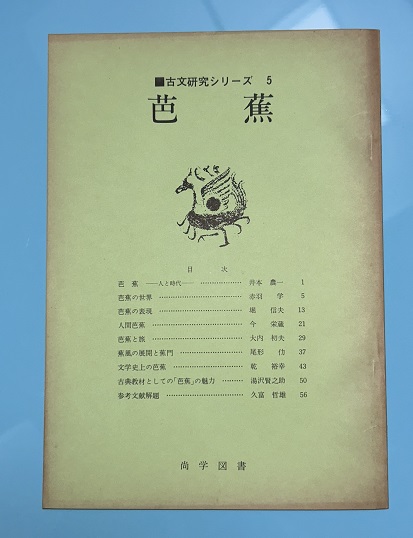 ■古文研究シリーズ 5
芭 蕉
目 次
芭 蕉 ──人と時代── ……………… 井本 農一 1
芭蕉の世界 ……………… 赤羽 学 5
芭蕉の表現 ……………… 堀 信夫 13
人間芭蕉 ……………… 今 栄蔵 21
芭蕉と旅 ……………… 大内 初夫 29
蕉風の展開と蕉門 ……………… 尾形 仂 37
文学史上の芭蕉 ……………… 乾 裕幸 43
古典教材としての「芭蕉」の魅力 ……… 湯沢賢之助 50
参考文献解題 ……………… 久富 哲雄 56
尚学図書